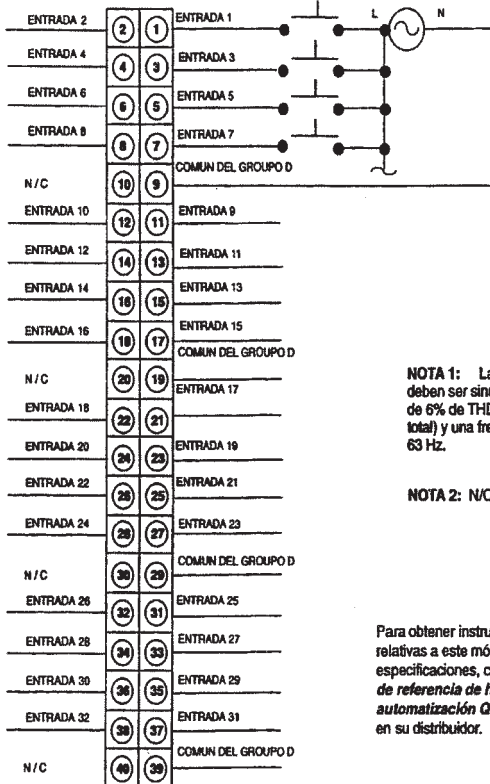 ENTRADA 2 2 1 ENTRADA 1 L N
ENTRADA 4 4 3 ENTRADA 3
ENTRADA 6 6 5 ENTRADA 5
ENTRADA 8 8 7 ENTRADA 7
N/C 10 9 COMUN DEL GROUPO D
ENTRADA 10 12 11 ENTRADA 9
ENTRADA 12 14 13 ENTRADA 11
ENTRADA 14 16 15 ENTRADA 13
ENTRADA 16 18 17 ENTRADA 15
N/C 20 19 COMUN DEL GROUPO D
ENTRADA 18 22 21 ENTRADA 17
ENTRADA 20 24 23 ENTRADA 19
ENTRADA 22 26 25 ENTRADA 21
ENTRADA 24 28 27 ENTRADA 23
N/C 30 29 COMUN DEL GROUPO D
ENTRADA 26 32 31 ENTRADA 25
ENTRADA 28 34 33 ENTRADA 27
ENTRADA 30 36 35 ENTRADA 29
ENTRADA 32 38 37 ENTRADA 31
N/C 40 39 COMUN DEL GROUPO D
NOTA 1: La
deben ser sin
de 6% de THD
total) y una fre
63 Hz.
NOTA 2: N/C
Para obtener instru
relativas a este mó
especificaciones, c
de referencia de h
automatización Q
en su distribuidor.